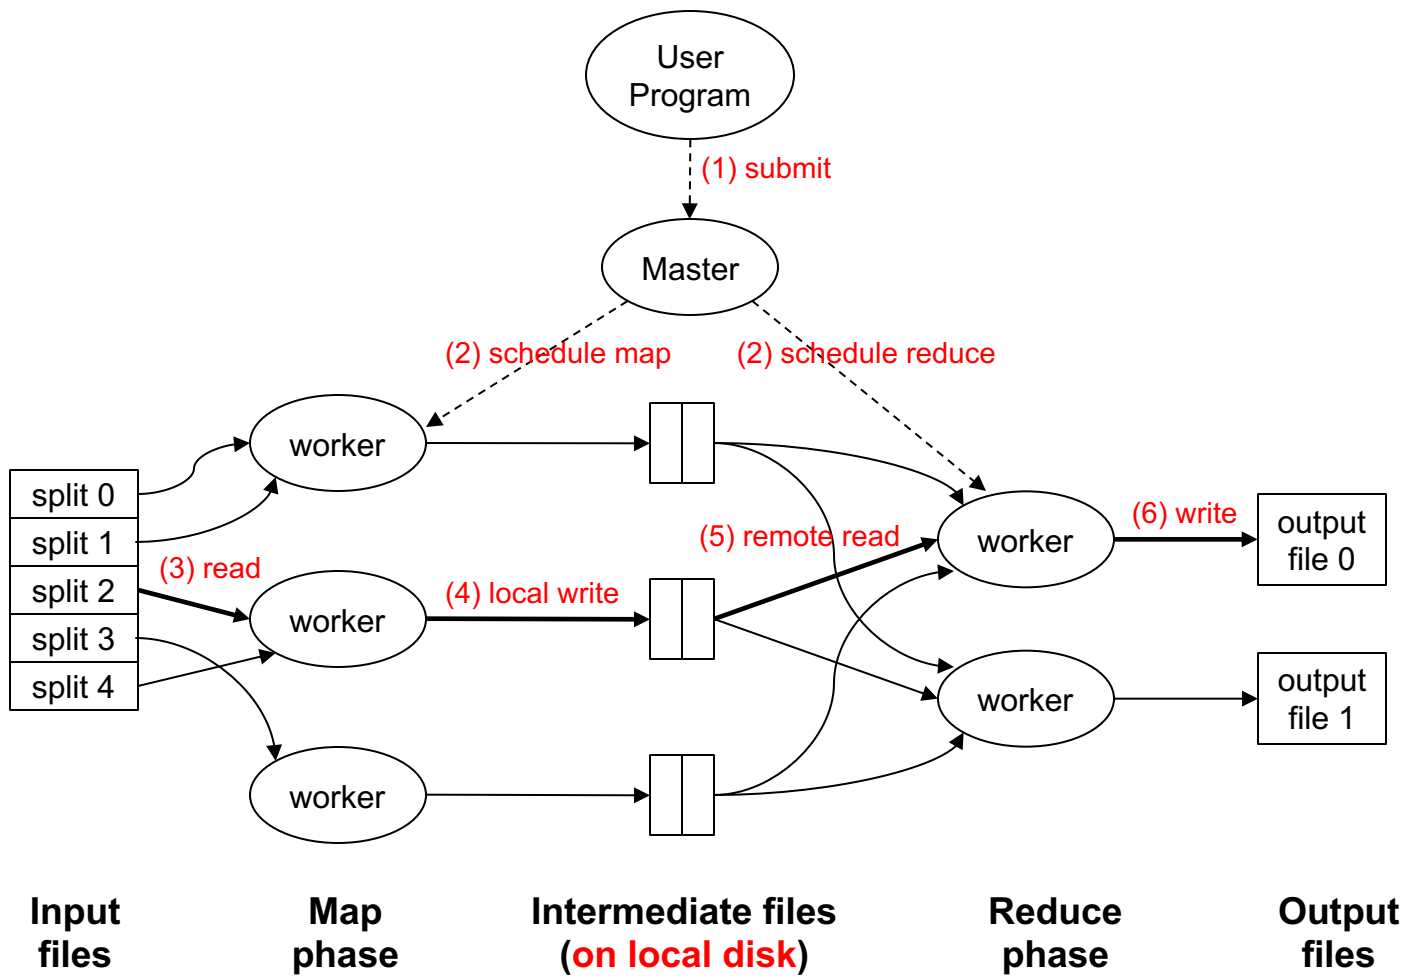 User
Program
(1) submit
Master
(2) schedule map
(2) schedule reduce
worker
split 0
split 1
split 2
split 3
split 4
(3) read
worker
(4) local write
worker
(5) remote read
worker
(6) write
output
file 0
worker
output
file 1
Input
files
Map
phase
Intermediate files
(on local disk)
Reduce
phase
Output
files